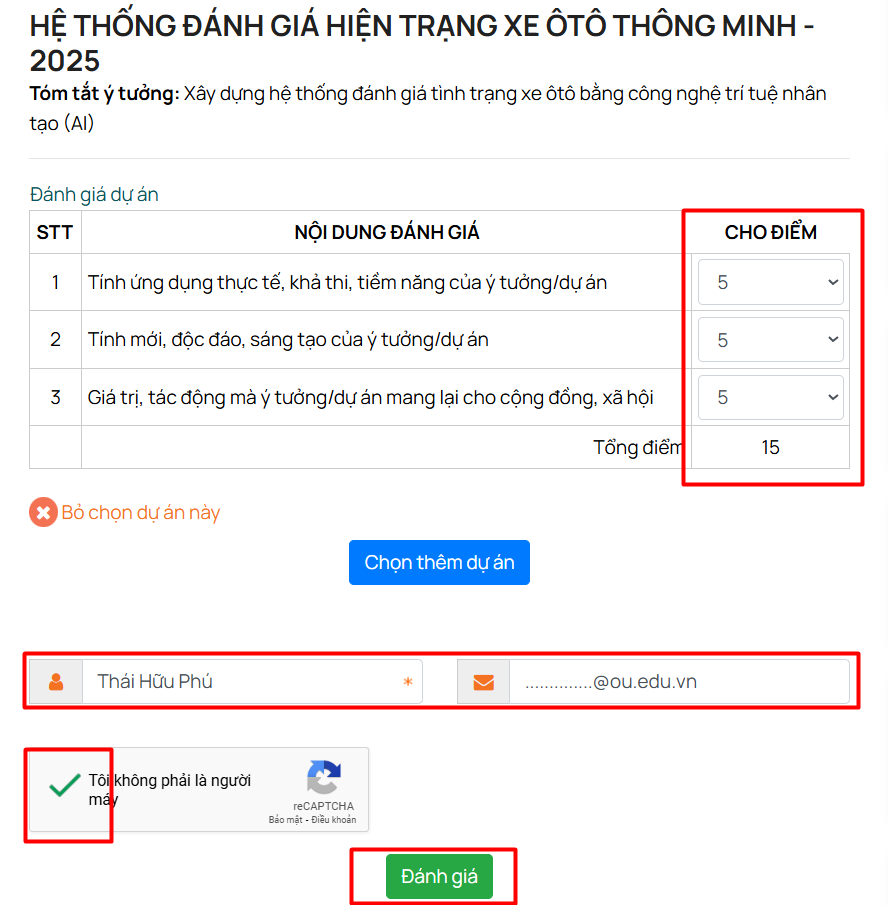 HỆ THỐNG ĐÁNH GIÁ HIỆN TRẠNG XE ÔTÔ THÔNG MINH -
2025
Tóm tắt ý tưởng: Xây dựng hệ thống đánh giá tình trạng xe ôtô bằng công nghệ trí tuệ nhân
tạo (AI)
Đánh giá dự án
STT NỘI DUNG ĐÁNH GIÁ CHO ĐIỂM
1 Tính ứng dụng thực tế, khả thi, tiềm năng của ý tưởng/dự án 5
2 Tính mới, độc đáo, sáng tạo của ý tưởng/dự án 5
3 Giá trị, tác động mà ý tưởng/dự án mang lại cho cộng đồng, xã hội 5
Tổng điểm 15
Bỏ chọn dự án này
Chọn thêm dự án
Thái Hữu Phú * ..............@ou.edu.vn
Tôi không phải là người
máy
reCAPTCHA
Bảo mật - Điều khoản
Đánh giá